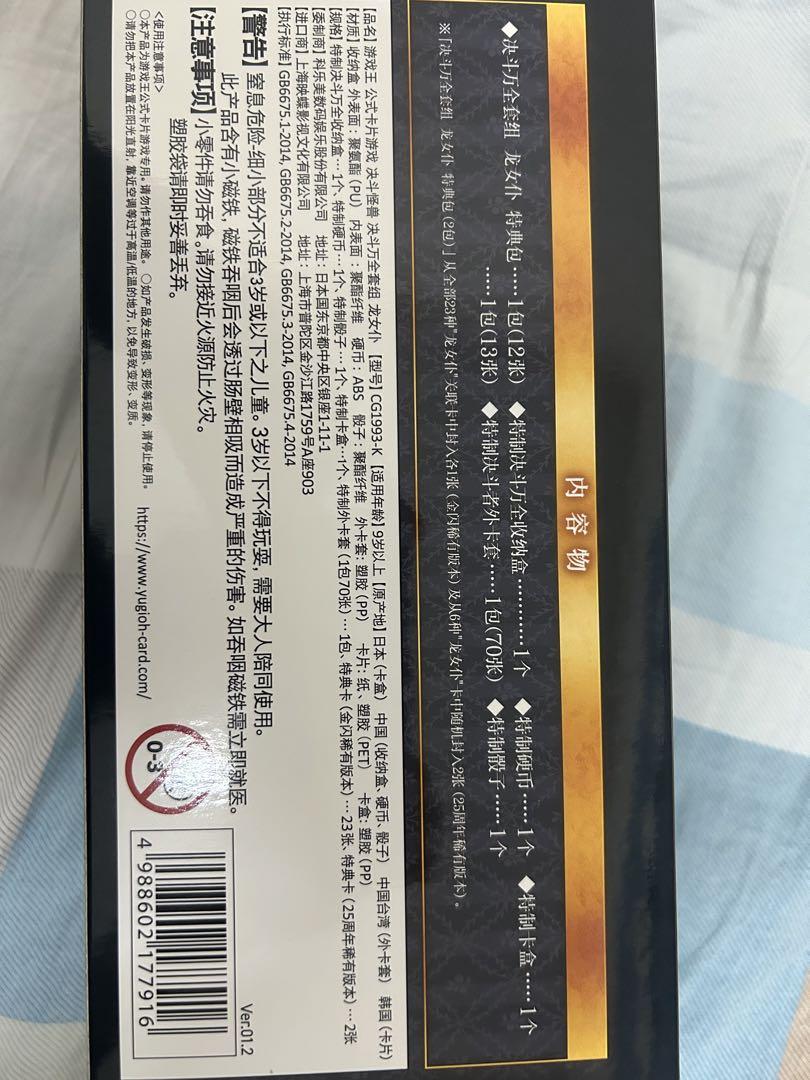 内容物
◆决斗万全套组 龙女仆 特典包……1包(12张) ◆特制决斗万全收纳盒…………1个 ◆特制硬币……1个 ◆特制卡盒……1个
……1包(13张) ◆特制决斗者外卡套……1包(70张) ◆特制骰子……1个
※「决斗万全套组 龙女仆 特典包(2包)」从全部23种"龙女仆"关联卡中封入各1张(金闪稀有版本)及从6种"龙女仆"卡中随机封入2张(25周年稀有版本)。
【品名】游戏王 公式卡片游戏 决斗怪兽 决斗万全套组 龙女仆 【型号】CG1993-K 【适用年龄】9岁以上 【原产地】日本(卡盒) 中国(收纳盒、硬币、骰子) 中国台湾(外卡套) 韩国(卡片)
【材质】收纳盒 外表面:聚氨酯(PU) 内表面:聚酯纤维 硬币:ABS 骰子:聚酯纤维 外卡套:塑胶(PP) 卡片:纸、塑胶(PET) 卡盒:塑胶(PP)
【规格】特制决斗万全收纳盒…1个、特制硬币…1个、特制骰子…1个、特制卡盒…1个、特制外卡套(1包70张)…1包、特典卡(金闪稀有版本)…23张、特典卡(25周年稀有版本)…2张
【委制商】科乐美数码娱乐股份有限公司 地址:日本国东京都中央区银座1-11-1
【进口商】上海映蝶影视文化有限公司 地址:上海市普陀区金沙江路1759号A座903
【执行标准】GB6675.1-2014, GB6675.2-2014, GB6675.3-2014, GB6675.4-2014
【警告】窒息危险-细小部分不适合3岁或以下之儿童。3岁以下不得玩耍,需要大人陪同使用。
此产品含有小磁铁,磁铁吞咽后会透过肠壁相吸而造成严重的伤害。如吞咽磁铁需立即就医。
【注意事项】小零件请勿吞食。请勿接近火源防止火灾。
塑胶袋请即时妥善丢弃。
<使用注意事项>
○本产品为游戏王公式卡片游戏专用。请勿作其他用途。 ○如产品发生破损、变形等现象,请停止使用。
○请勿把本产品放置在阳光直射,靠近空调等过于高温/低温的地方,以免导致变形、变质。
https://www.yugioh-card.com/
0-3
4 988602 177916
Ver.01.2